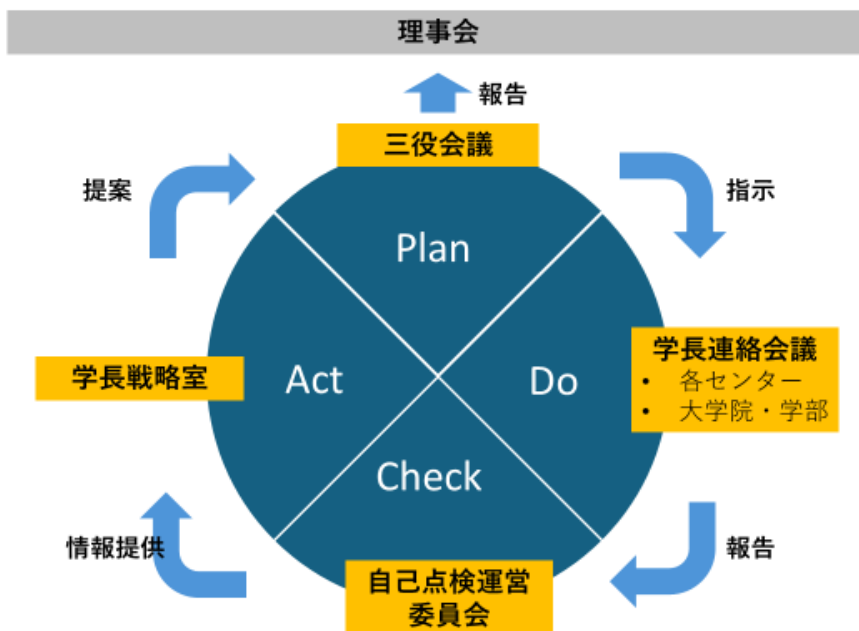 理事会
報告
三役会議
提案
指示
Plan
学長戦略室
Act
Do
学長連絡会議
• 各センター
• 大学院・学部
Check
情報提供
報告
自己点検運営
委員会